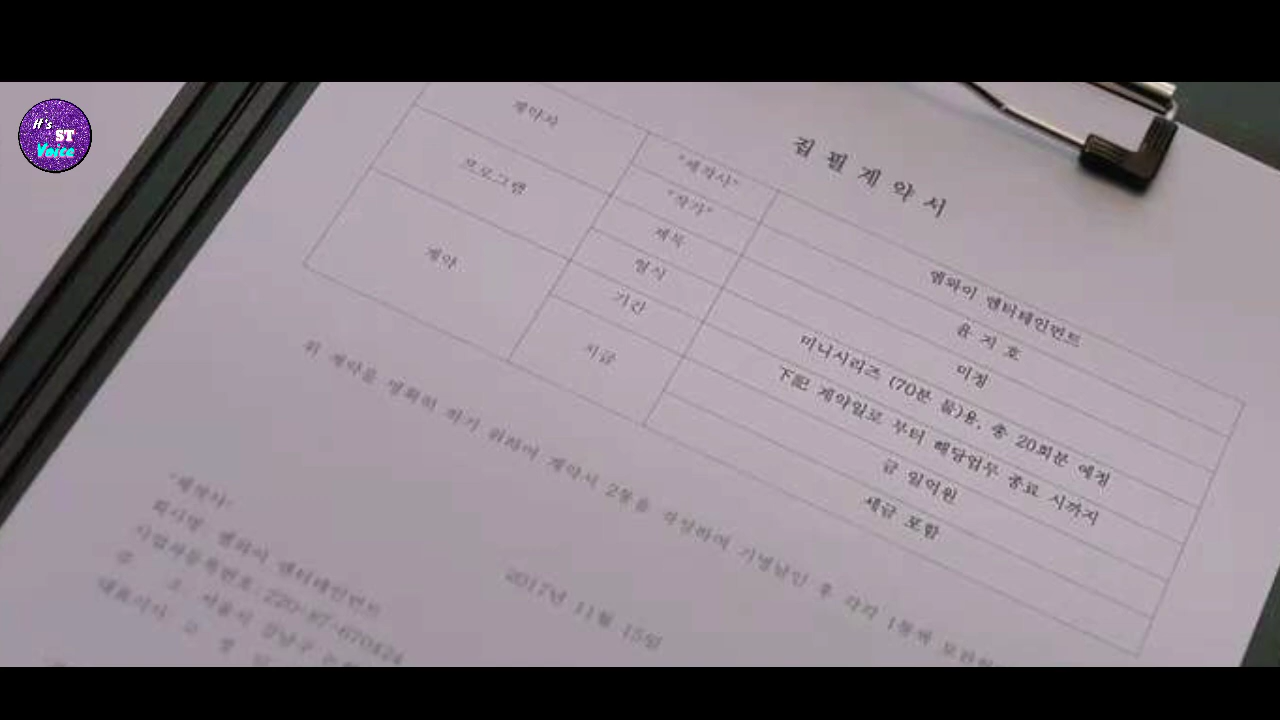 It's
ST
Voice
집 필 계 약 서
계약자 "제작사" 엠와이 엔터테인먼트
"작가" 윤 지 호
프로그램 제목 미정
형식 미니시리즈 (70분 물)용. 총 20회분 예정
계약 기간 下記 계약일로 부터 해당업무 종료 시까지
지급 금 일억원
세금 포함
위 계약을 명확히 하기 위하여 계약서 2통을 작성하여 기명날인 후 각각 1통씩
2017년 11월 15일
"제작사"
회사명 엠와이 엔터테인먼트
사업자등록번호 220-87-670424
주 소 서울시 강남구
대표이사 고